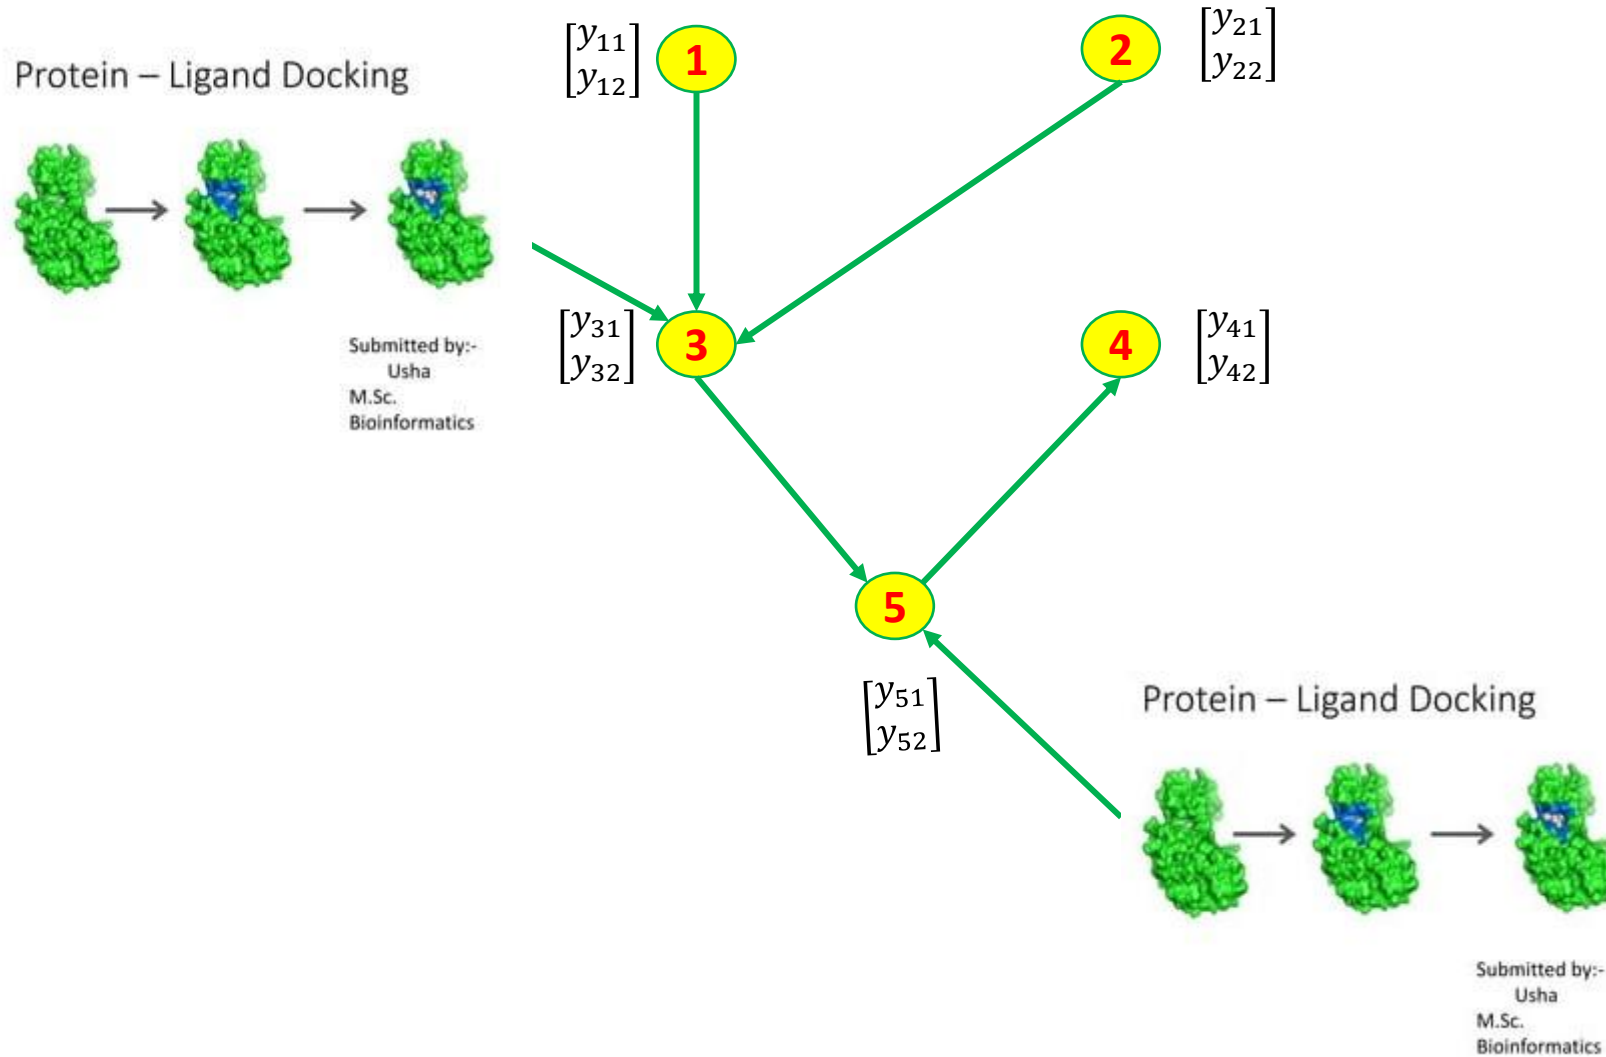 Protein – Ligand Docking
Submitted by:-
Usha
M.Sc.
Bioinformatics
y₁₁
y₁₂
1
2
y₂₁
y₂₂
y₃₁
y₃₂
3
4
y₄₁
y₄₂
5
y₅₁
y₅₂
Protein – Ligand Docking
Submitted by:-
Usha
M.Sc.
Bioinformatics